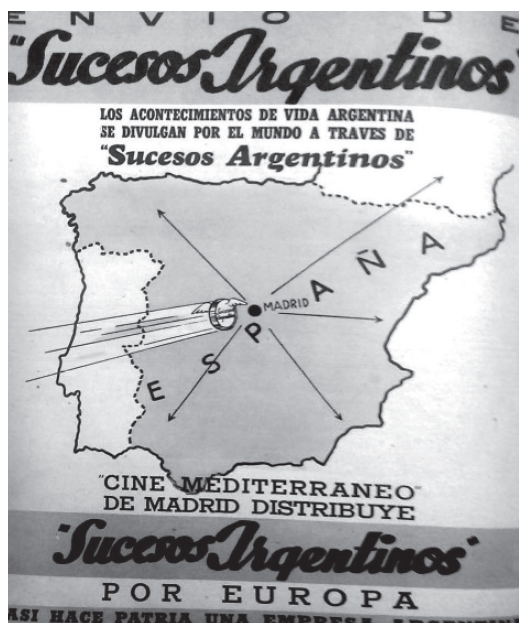 ENVIO DE
"Sucesos Argentinos"
LOS ACONTECIMIENTOS DE VIDA ARGENTINA
SE DIVULGAN POR EL MUNDO A TRAVES DE
"Sucesos Argentinos"
MADRID
ESPAÑA
"CINE MEDITERRANEO"
DE MADRID DISTRIBUYE
"Sucesos Argentinos"
POR EUROPA
ASI HACE PATRIA UNA EMPRESA ARGENTINA